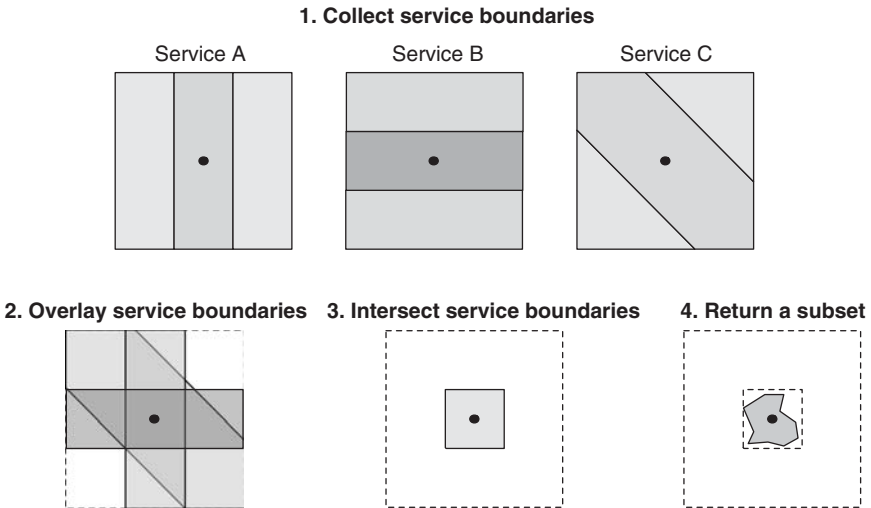 1. Collect service boundaries
Service A
Service B
Service C
2. Overlay service boundaries
3. Intersect service boundaries
4. Return a subset